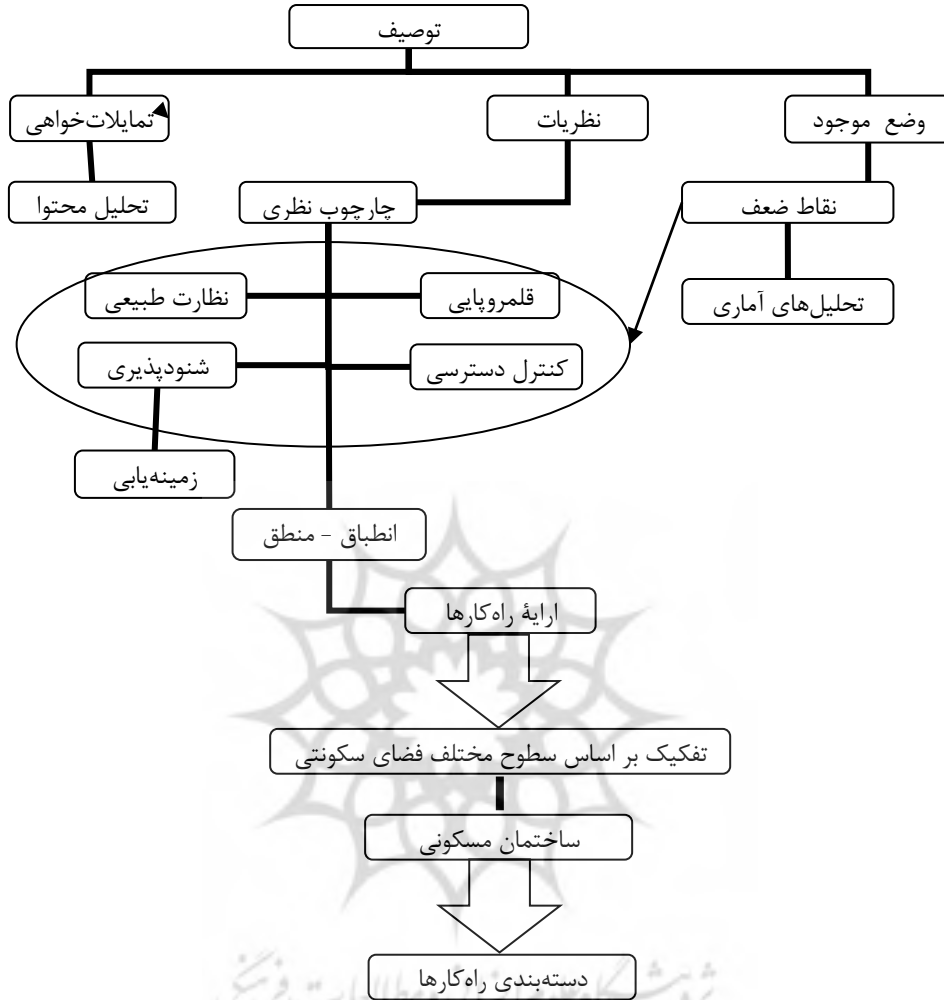 توصیف
وضع موجود
نظریات
تمایلات‌خواهی
نقاط ضعف
چارچوب نظری
تحلیل محتوا
تحلیل‌های آماری
قلمروپایی
نظارت طبیعی
کنترل دسترسی
شنودپذیری
زمینه‌یابی
انطباق - منطق
ارایهٔ راه‌کارها
تفکیک بر اساس سطوح مختلف فضای سکونتی
ساختمان مسکونی
دسته‌بندی راه‌کارها